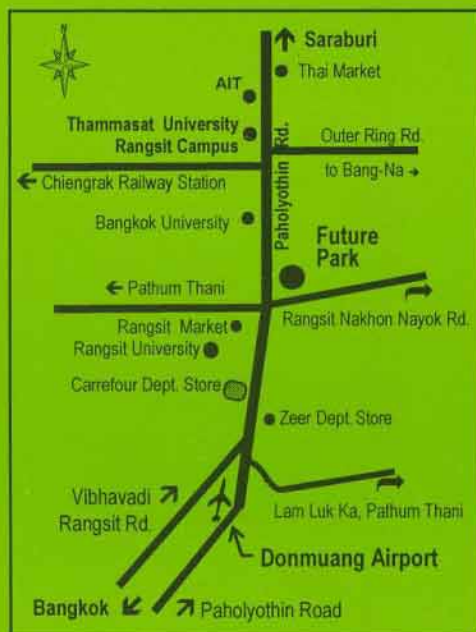 Saraburi
Thai Market
AIT
Thammasat University
Rangsit Campus
Paholyothin Rd.
Outer Ring Rd.
to Bang-Na
Chiengrak Railway Station
Bangkok University
Future
Park
Pathum Thani
Rangsit Nakhon Nayok Rd.
Rangsit Market
Rangsit University
Carrefour Dept. Store
Zeer Dept. Store
Vibhavadi
Rangsit Rd.
Lam Luk Ka, Pathum Thani
Donmuang Airport
Bangkok
Paholyothin Road